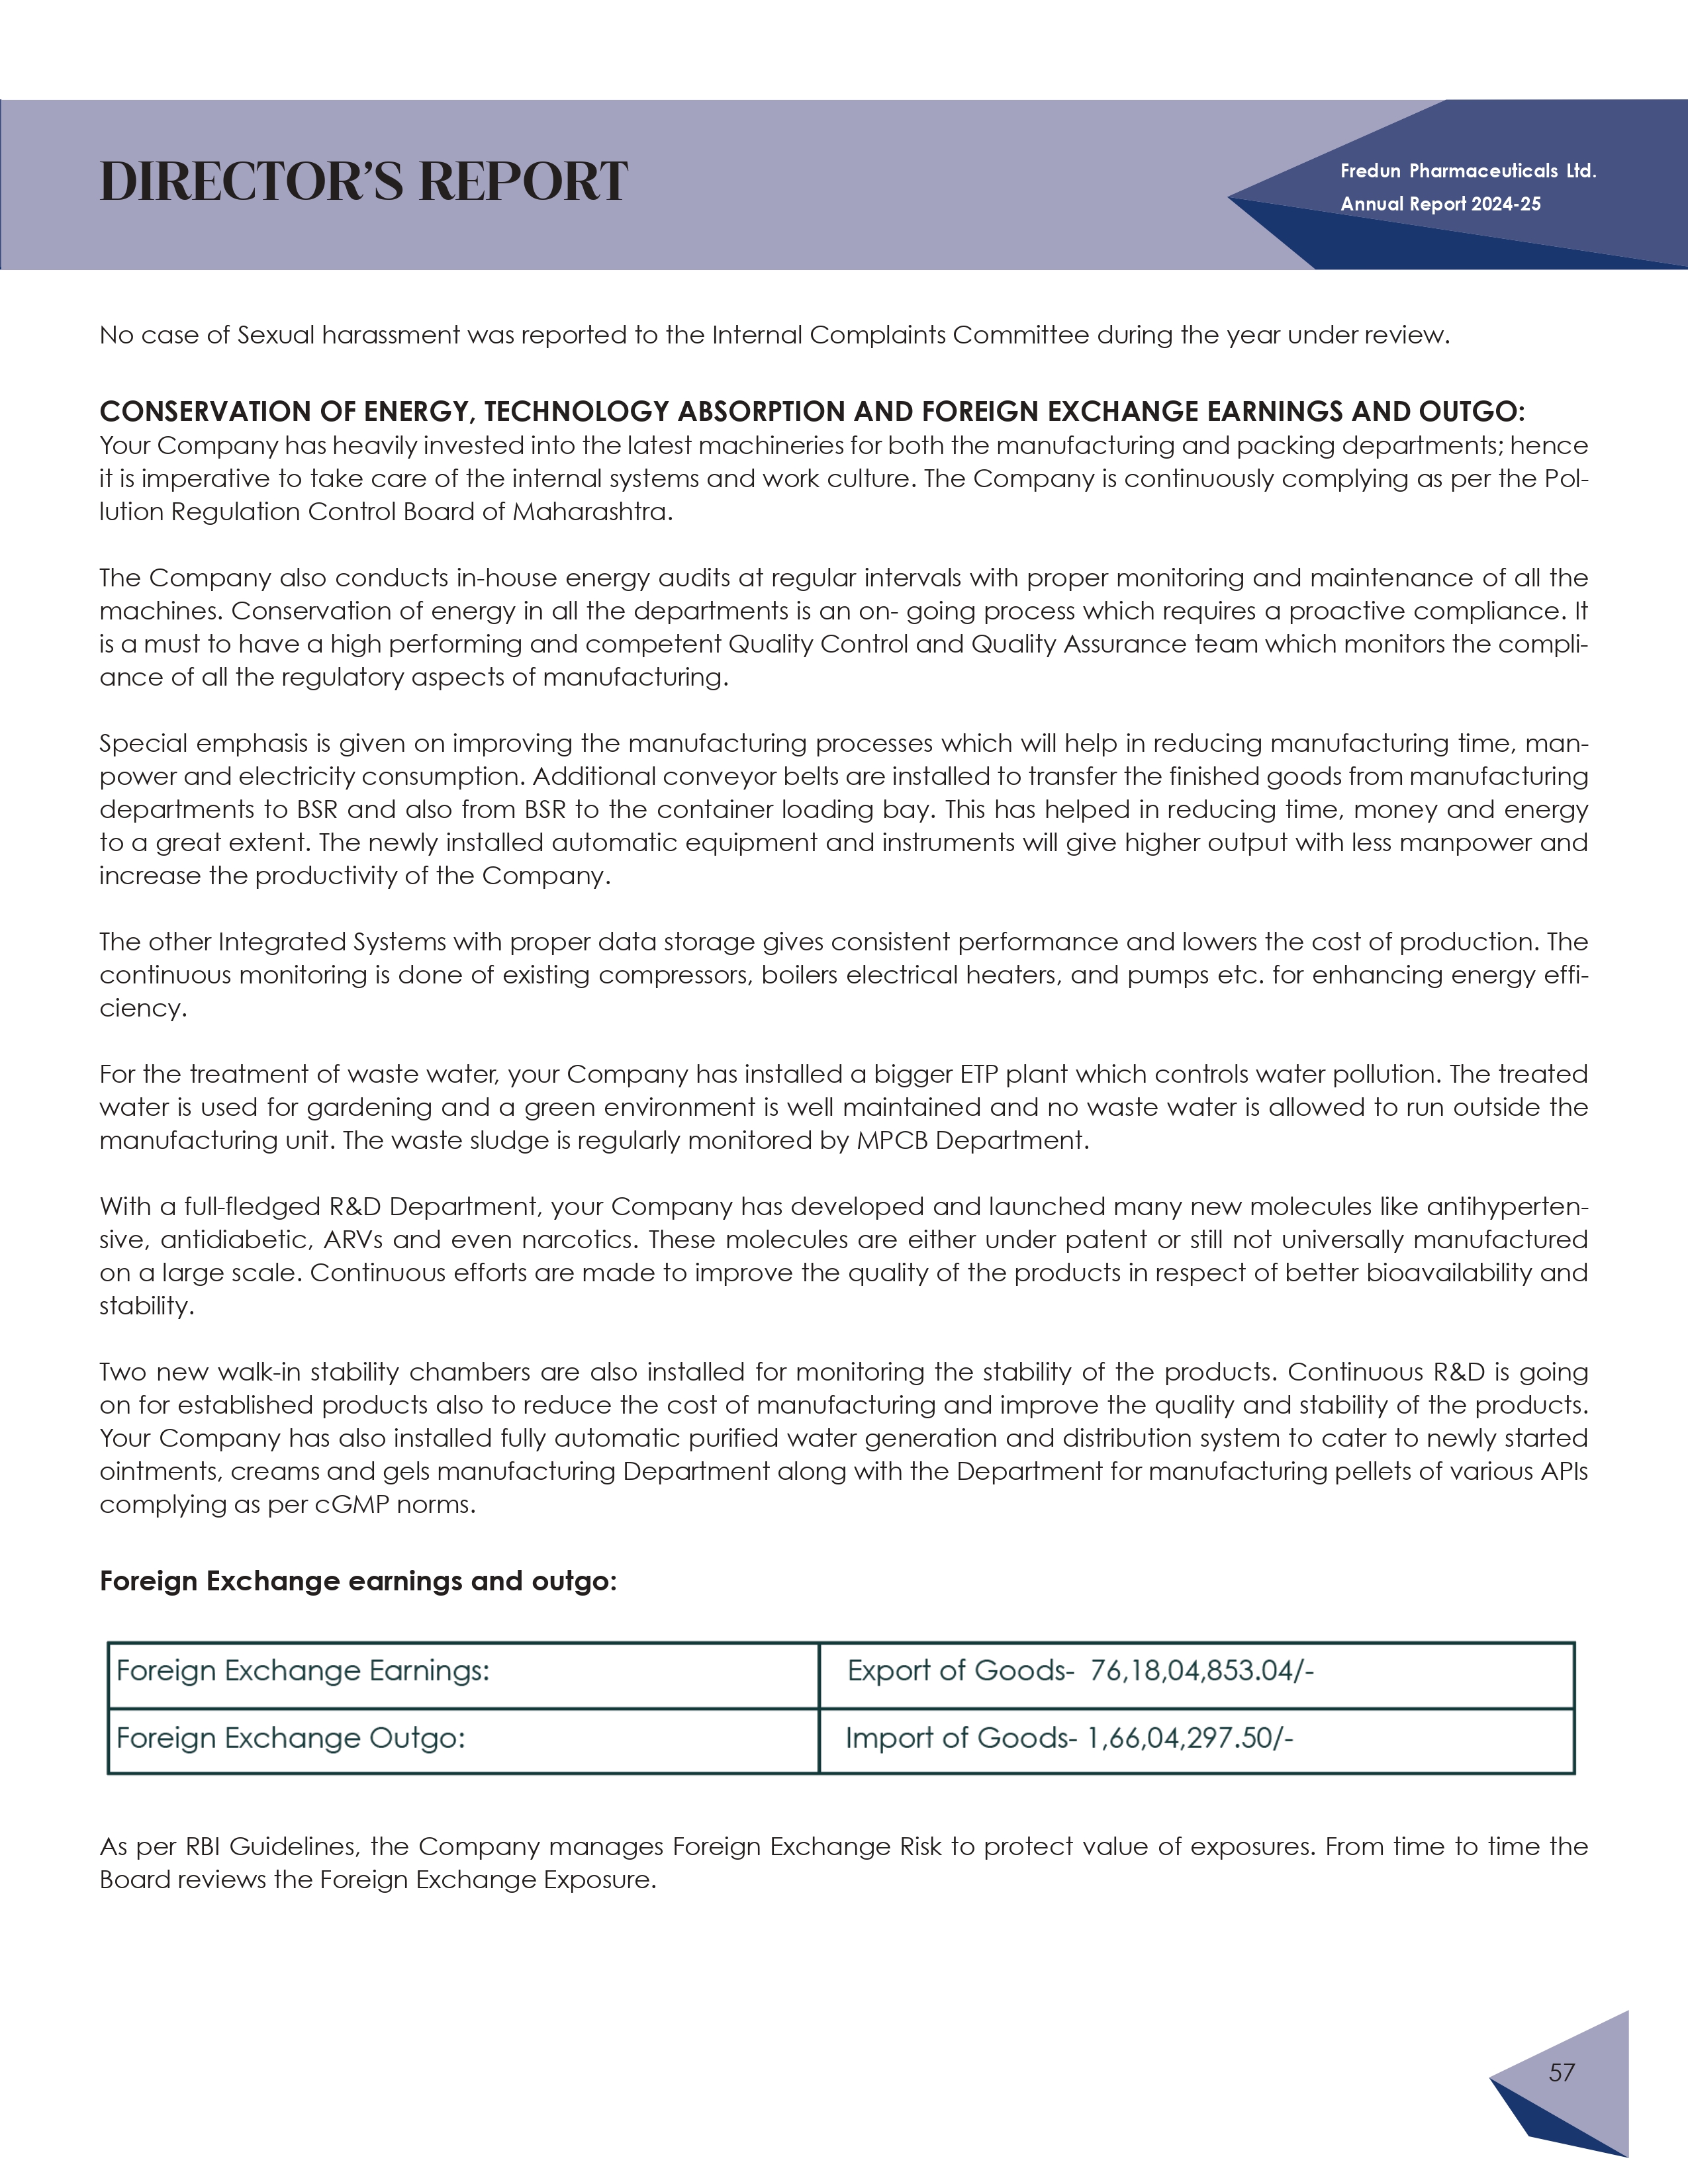 DIRECTOR'S REPORT
Fredun Pharmaceuticals Ltd.
Annual Report 2024-25
No case of Sexual harassment was reported to the Internal Complaints Committee during the year under review.
CONSERVATION OF ENERGY, TECHNOLOGY ABSORPTION AND FOREIGN EXCHANGE EARNINGS AND OUTGO:
Your Company has heavily invested into the latest machineries for both the manufacturing and packing departments; hence
it is imperative to take care of the internal systems and work culture. The Company is continuously complying as per the Pol-
lution Regulation Control Board of Maharashtra.
The Company also conducts in-house energy audits at regular intervals with proper monitoring and maintenance of all the
machines. Conservation of energy in all the departments is an on- going process which requires a proactive compliance. It
is a must to have a high performing and competent Quality Control and Quality Assurance team which monitors the compli-
ance of all the regulatory aspects of manufacturing.
Special emphasis is given on improving the manufacturing processes which will help in reducing manufacturing time, man-
power and electricity consumption. Additional conveyor belts are installed to transfer the finished goods from manufacturing
departments to BSR and also from BSR to the container loading bay. This has helped in reducing time, money and energy
to a great extent. The newly installed automatic equipment and instruments will give higher output with less manpower and
increase the productivity of the Company.
The other Integrated Systems with proper data storage gives consistent performance and lowers the cost of production. The
continuous monitoring is done of existing compressors, boilers electrical heaters, and pumps etc. for enhancing energy effi-
ciency.
For the treatment of waste water, your Company has installed a bigger ETP plant which controls water pollution. The treated
water is used for gardening and a green environment is well maintained and no waste water is allowed to run outside the
manufacturing unit. The waste sludge is regularly monitored by MPCB Department.
With a full-fledged R&D Department, your Company has developed and launched many new molecules like antihyperten-
sive, antidiabetic, ARVs and even narcotics. These molecules are either under patent or still not universally manufactured
on a large scale. Continuous efforts are made to improve the quality of the products in respect of better bioavailability and
stability.
Two new walk-in stability chambers are also installed for monitoring the stability of the products. Continuous R&D is going
on for established products also to reduce the cost of manufacturing and improve the quality and stability of the products.
Your Company has also installed fully automatic purified water generation and distribution system to cater to newly started
ointments, creams and gels manufacturing Department along with the Department for manufacturing pellets of various APIs
complying as per cGMP norms.
Foreign Exchange earnings and outgo:
Foreign Exchange Earnings: Export of Goods- 76,18,04,853.04/-
Foreign Exchange Outgo: Import of Goods- 1,66,04,297.50/-
As per RBI Guidelines, the Company manages Foreign Exchange Risk to protect value of exposures. From time to time the
Board reviews the Foreign Exchange Exposure.
57